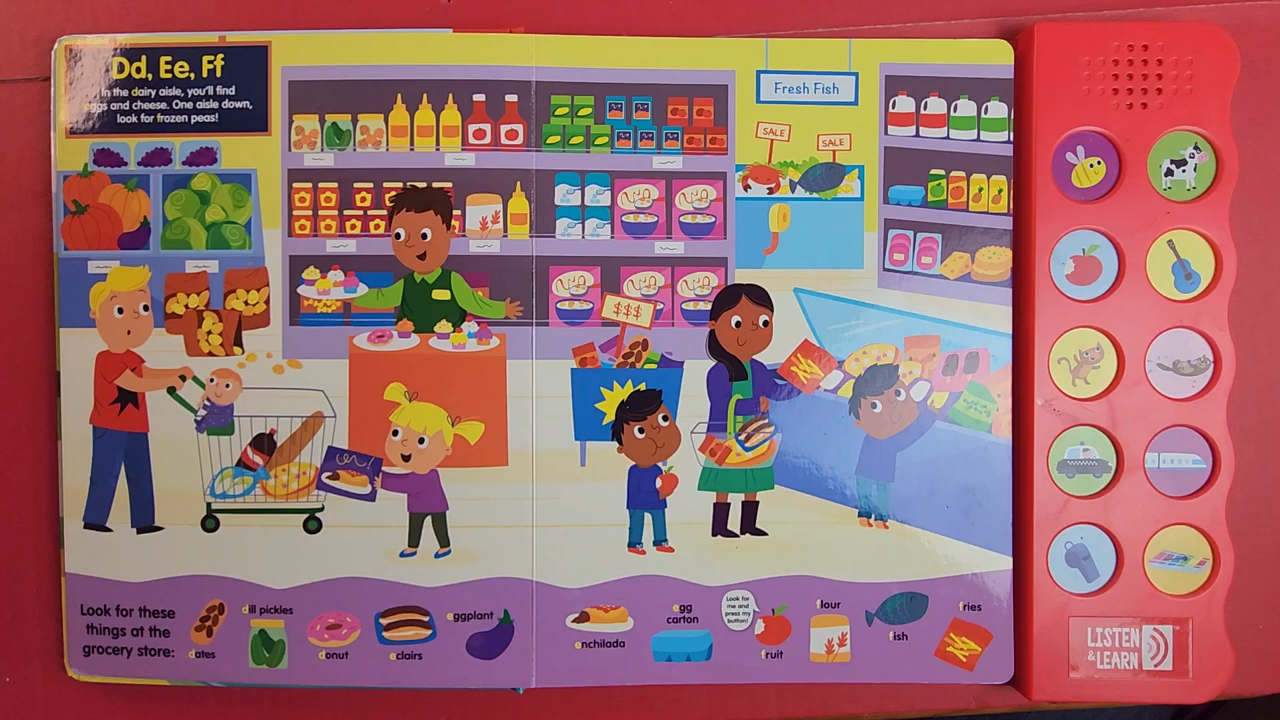 Dd, Ee, Ff
In the dairy aisle, you'll find
eggs and cheese. One aisle down,
look for frozen peas!
Fresh Fish
SALE
SALE
$$$
Look for these
things at the
grocery store:
dates
dill pickles
donut
eclairs
eggplant
enchilada
egg
carton
Look for
me and
press my
button!
fruit
flour
fish
fries
LISTEN
& LEARN